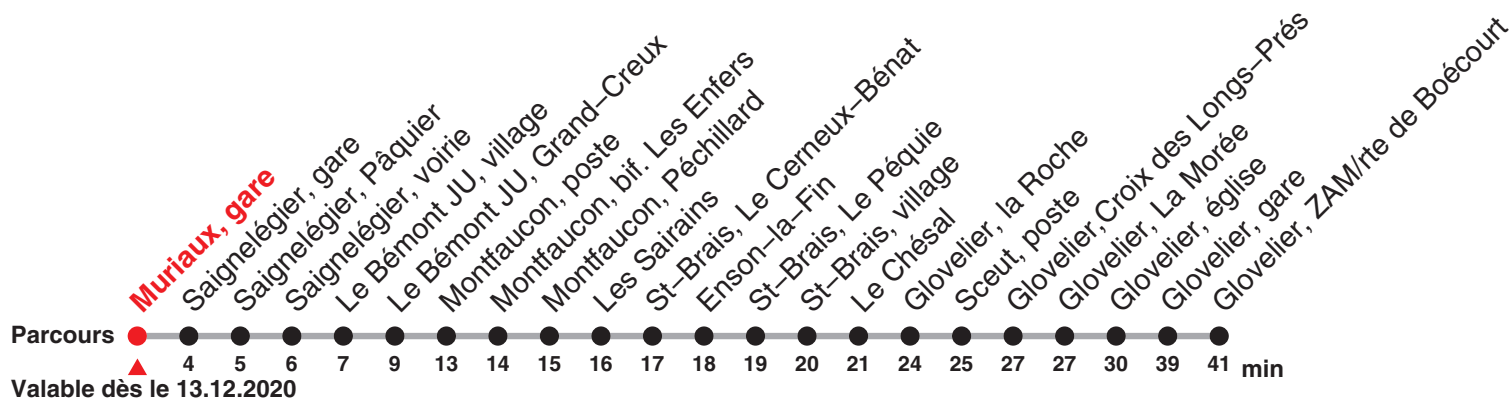 Muriaux, gare
Saignelégier, gare
Saignelégier, Pâquier
Saignelégier, voirie
Le Bémont JU, village
Le Bémont JU, Grand–Creux
Montfaucon, poste
Montfaucon, bif. Les Enfers
Montfaucon, Péchillard
Les Sairains
St–Brais, Le Cerneux–Bénat
Enson–la–Fin
St–Brais, Le Péquie
St–Brais, village
Le Chésal
Glovelier, la Roche
Sceut, poste
Glovelier, Croix des Longs–Prés
Glovelier, La Morée
Glovelier, église
Glovelier, gare
Glovelier, ZAM/rte de Boécourt
Parcours
4 5 6 7 9 13 14 15 16 17 18 19 20 21 24 25 27 27 30 39 41 min
Valable dès le 13.12.2020